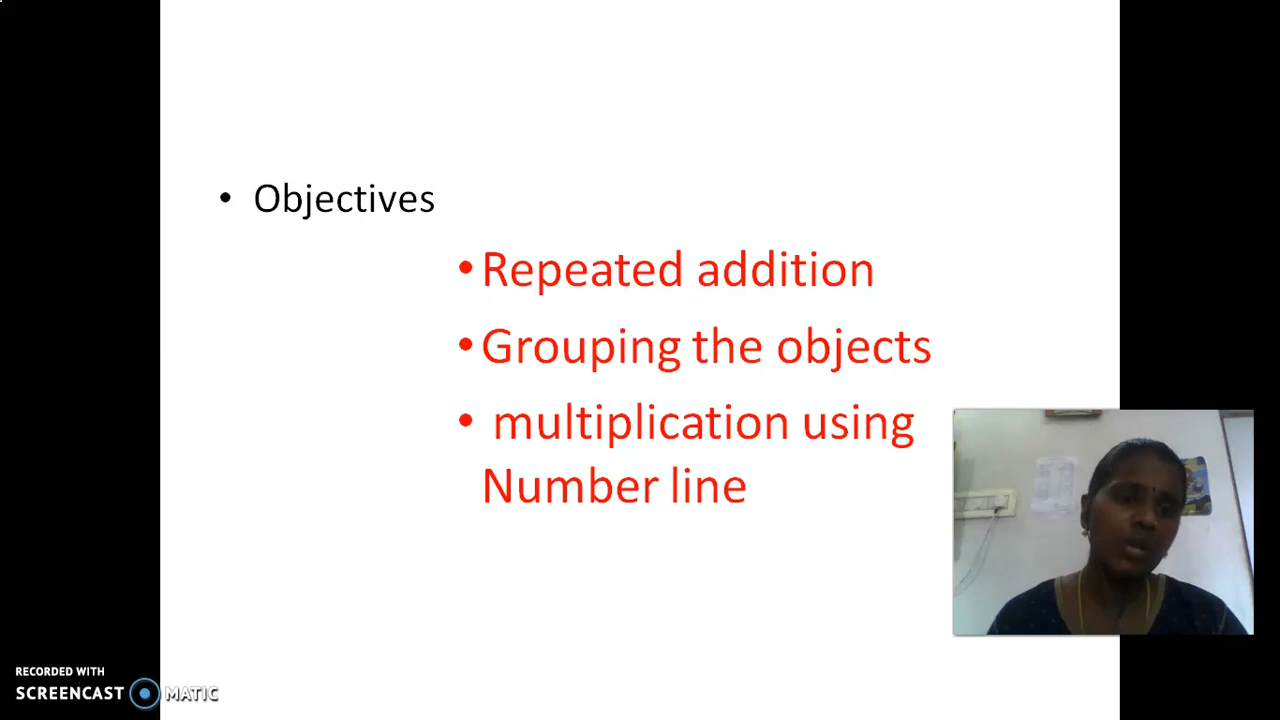 • Objectives
• Repeated addition
• Grouping the objects
• multiplication using
Number line
RECORDED WITH
SCREENCAST MATIC